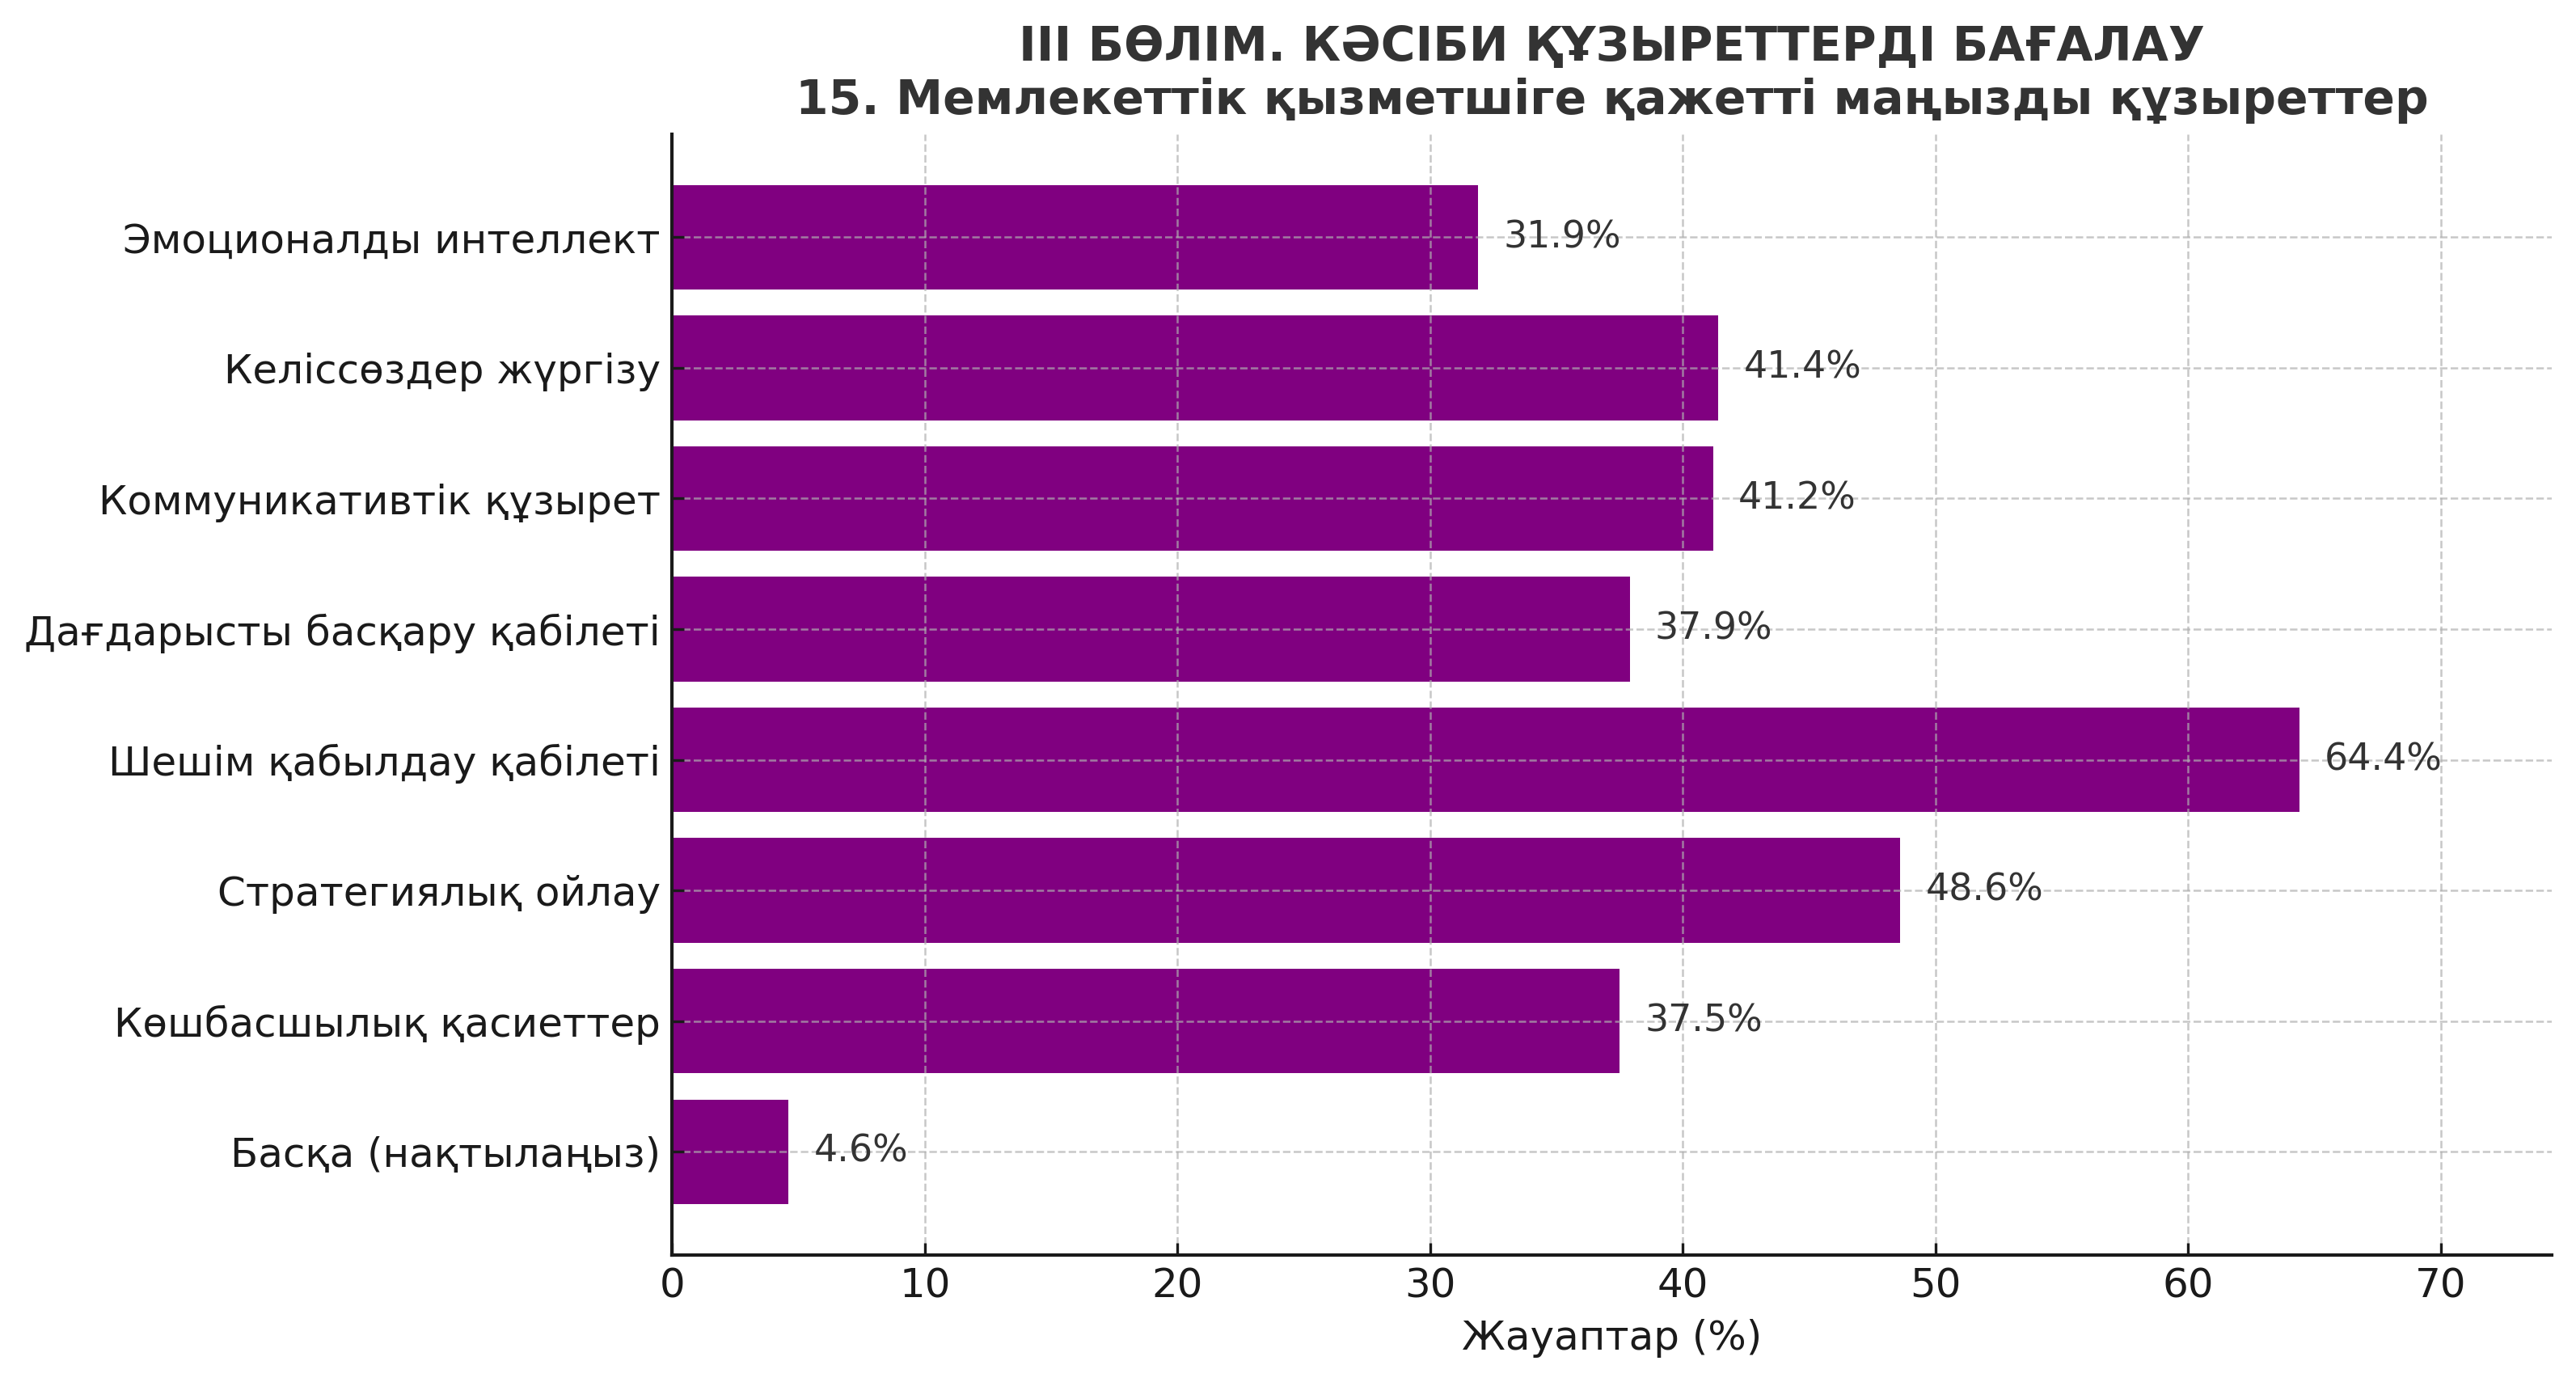 III БӨЛІМ. КӘСІБИ ҚҰЗЫРЕТТЕРДІ БАҒАЛАУ
15. Мемлекеттік қызметшіге қажетті маңызды құзыреттер
Эмоционалды интеллект
31.9%
Келіссөздер жүргізу
41.4%
Коммуникативтік құзырет
41.2%
Дағдарысты басқару қабілеті
37.9%
Шешім қабылдау қабілеті
64.4%
Стратегиялық ойлау
48.6%
Көшбасшылық қасиеттер
37.5%
Басқа (нақтылаңыз)
4.6%
0 10 20 30 40 50 60 70
Жауаптар (%)